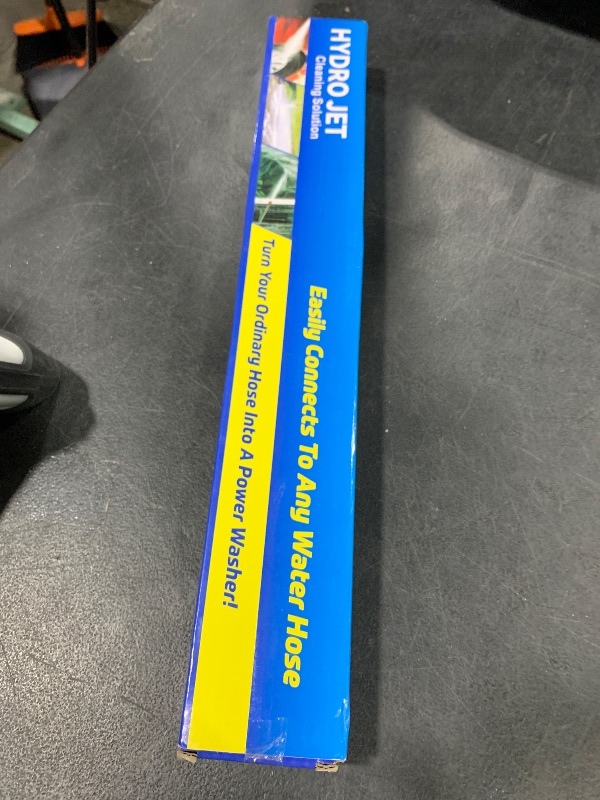 HYDRO JET
Cleaning Solution
Easily Connects To Any Water Hose
Turn Your Ordinary Hose Into A Power Washer!